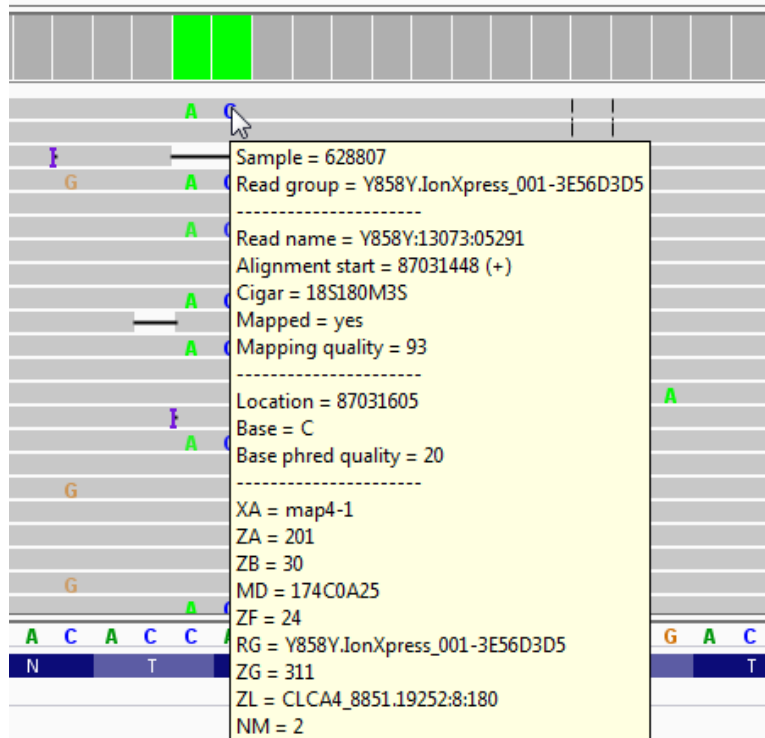 A C
G A
A
A
A
A
A
G
G
A
Sample = 628807
Read group = Y858Y.IonXpress_001-3E56D3D5
----------------------
Read name = Y858Y:13073:05291
Alignment start = 87031448 (+)
Cigar = 18S180M3S
Mapped = yes
Mapping quality = 93
----------------------
Location = 87031605
Base = C
Base phred quality = 20
----------------------
XA = map4-1
ZA = 201
ZB = 30
MD = 174C0A25
ZF = 24
RG = Y858Y.IonXpress_001-3E56D3D5
ZG = 311
ZL = CLCA4_8851.19252:8:180
NM = 2
A C A C C A G A C
N T T